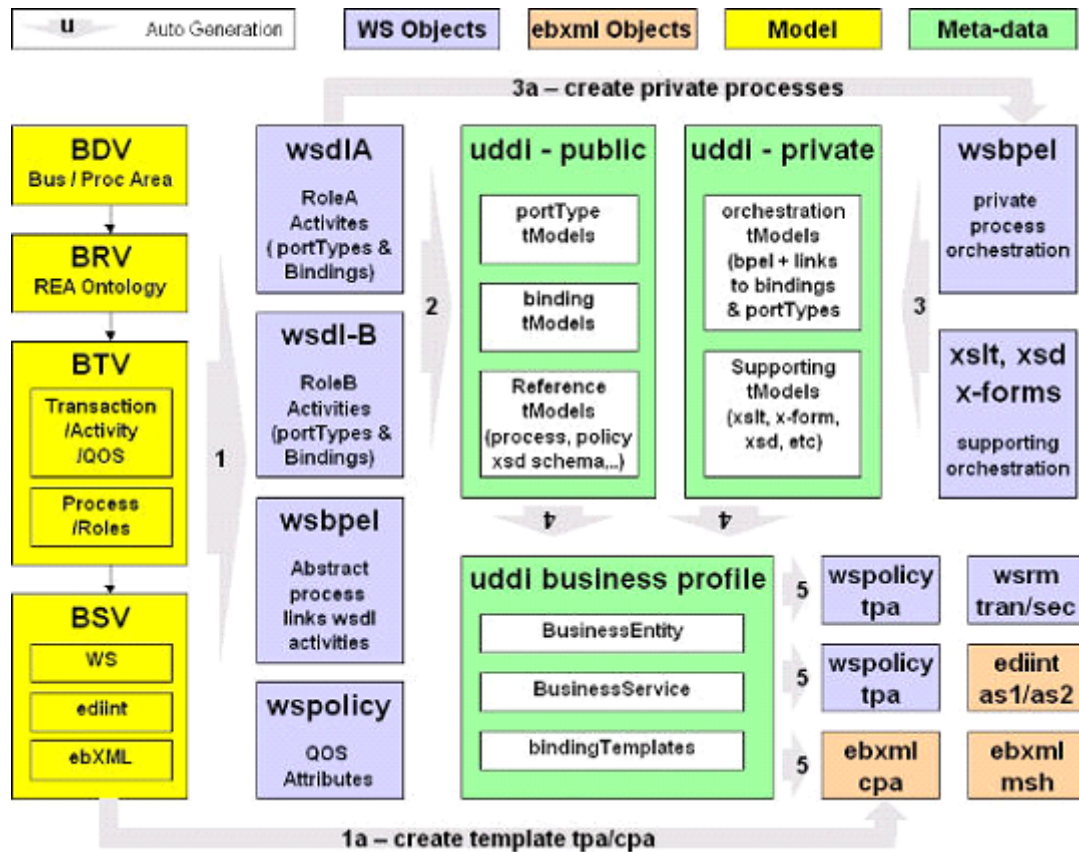 u
Auto Generation
WS Objects
ebxml Objects
Model
Meta-data
3a – create private processes
BDV
Bus / Proc Area
BRV
REA Ontology
BTV
Transaction
/Activity
/QOS
Process
/Roles
BSV
WS
ediint
ebXML
1
wsdlA
RoleA
Activites
( portTypes &
Bindings)
wsdl-B
RoleB
Activities
(portTypes &
Bindings)
wsbpel
Abstract
process
links wsdl
activities
wspolicy
QOS
Attributes
2
uddi - public
portType
tModels
binding
tModels
Reference
tModels
(process, policy
xsd schema,..)
uddi - private
orchestration
tModels
(bpel + links
to bindings
& portTypes
Supporting
tModels
(xslt, x-form,
xsd, etc)
3
wsbpel
private
process
orchestration
xslt, xsd
x-forms
supporting
orchestration
4
4
uddi business profile
BusinessEntity
BusinessService
bindingTemplates
5
wspolicy
tpa
wsrm
tran/sec
5
wspolicy
tpa
ediint
as1/as2
5
ebxml
cpa
ebxml
msh
1a – create template tpa/cpa